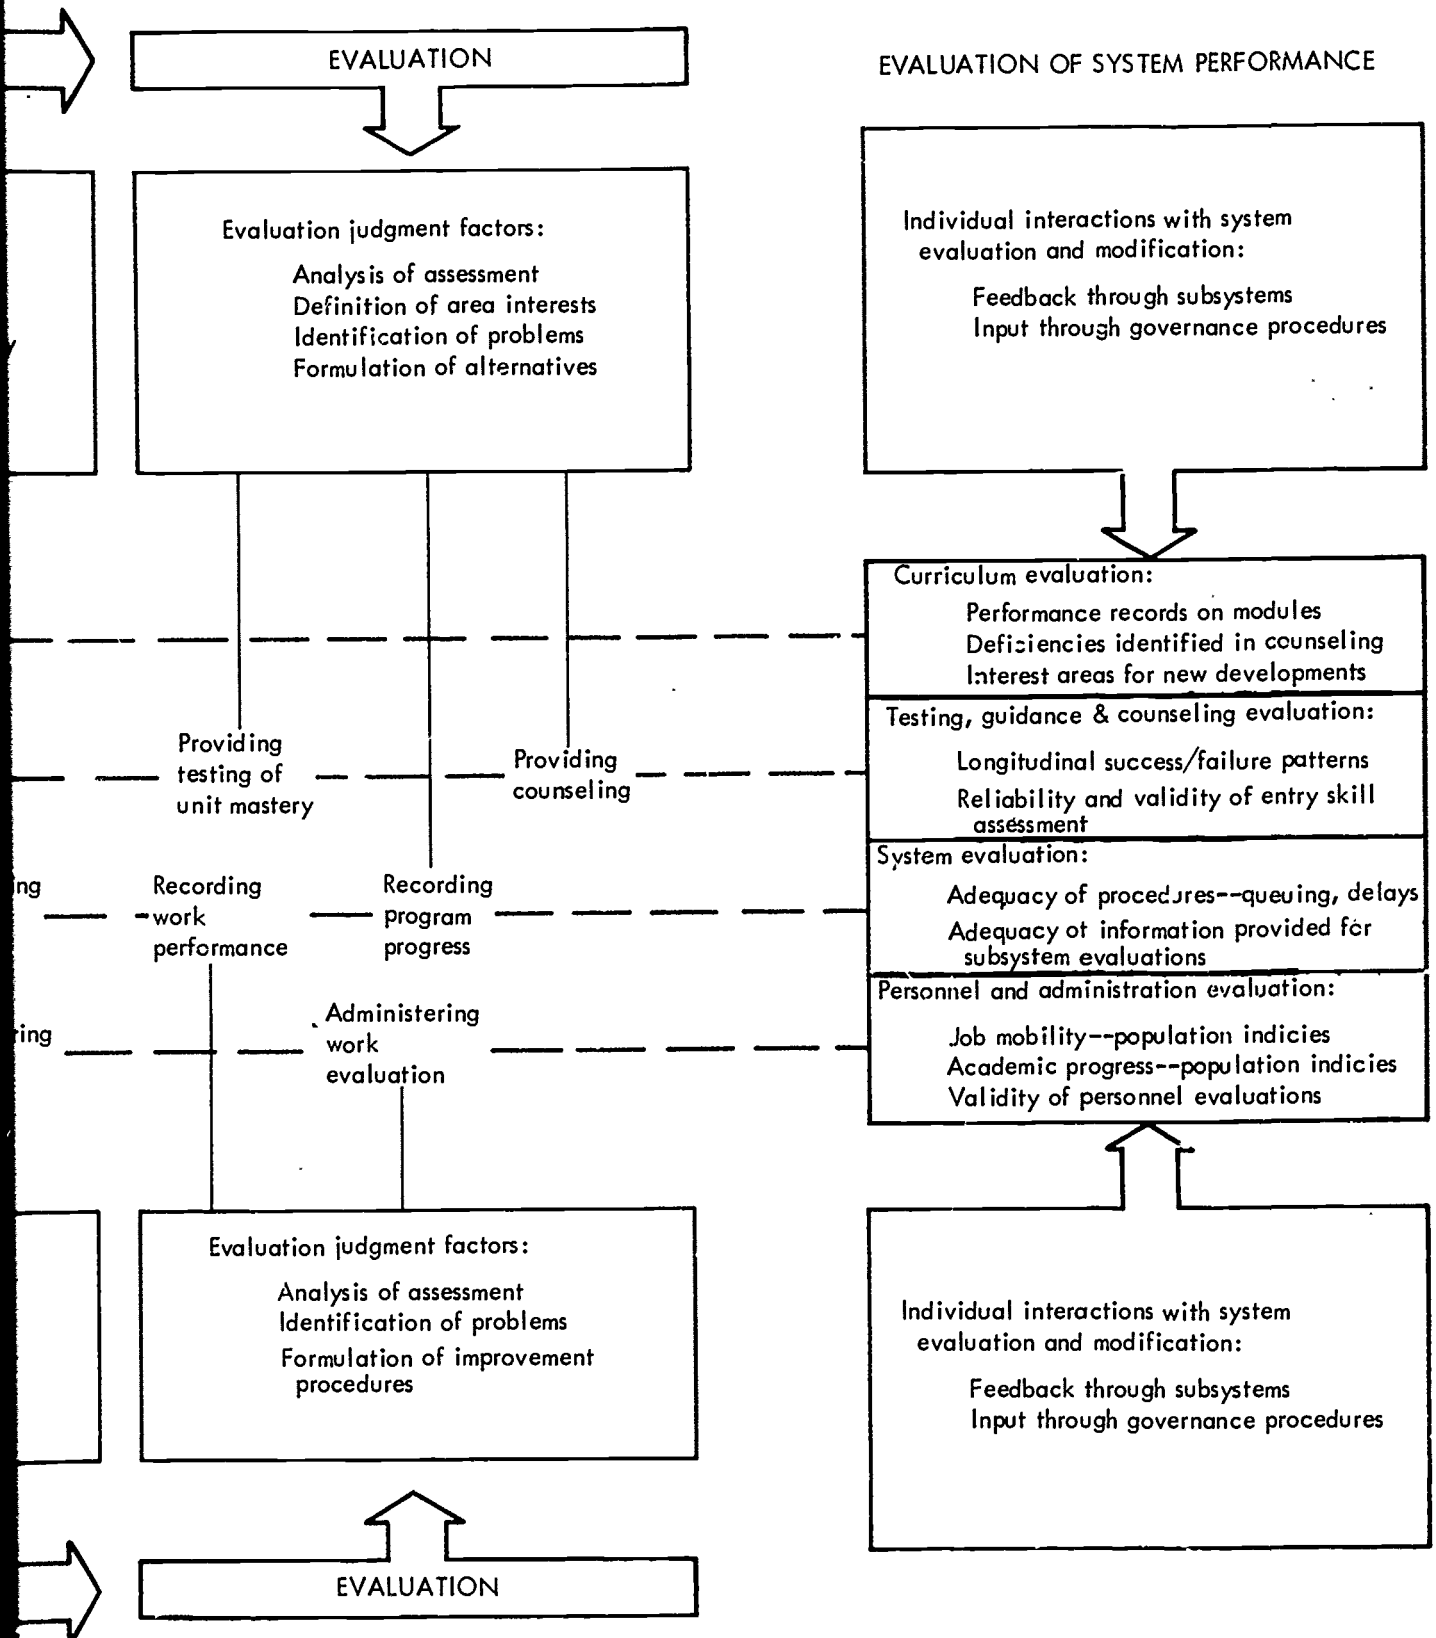 EVALUATION
EVALUATION OF SYSTEM PERFORMANCE
Evaluation judgment factors:
Analysis of assessment
Definition of area interests
Identification of problems
Formulation of alternatives
Individual interactions with system
evaluation and modification:
Feedback through subsystems
Input through governance procedures
Curriculum evaluation:
Performance records on modules
Deficiencies identified in counseling
Interest areas for new developments
Testing, guidance & counseling evaluation:
Longitudinal success/failure patterns
Reliability and validity of entry skill
assessment
System evaluation:
Adequacy of procedures--queuing, delays
Adequacy of information provided for
subsystem evaluations
Personnel and administration evaluation:
Job mobility--population indicies
Academic progress--population indicies
Validity of personnel evaluations
Providing
testing of
unit mastery
Providing
counseling
ng
Recording
work
performance
Recording
program
progress
ring
Administering
work
evaluation
Evaluation judgment factors:
Analysis of assessment
Identification of problems
Formulation of improvement
procedures
Individual interactions with system
evaluation and modification:
Feedback through subsystems
Input through governance procedures
EVALUATION